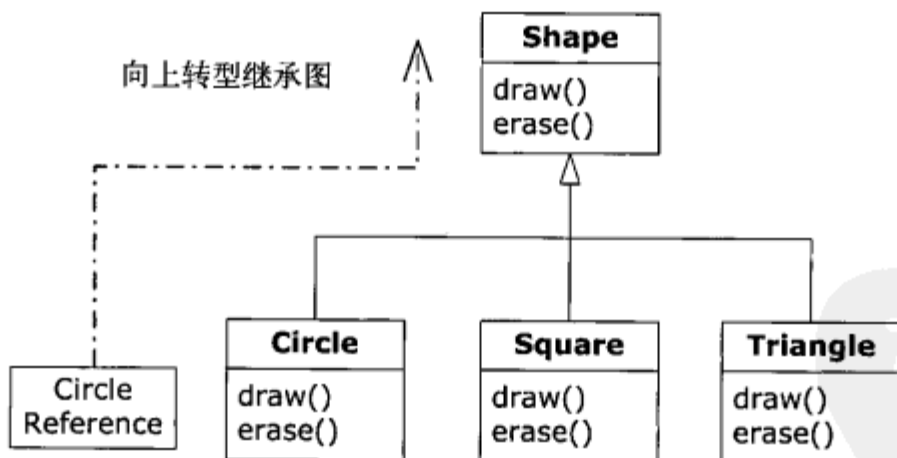 向上转型继承图
Shape
draw()
erase()
Circle
Reference
Circle
draw()
erase()
Square
draw()
erase()
Triangle
draw()
erase()